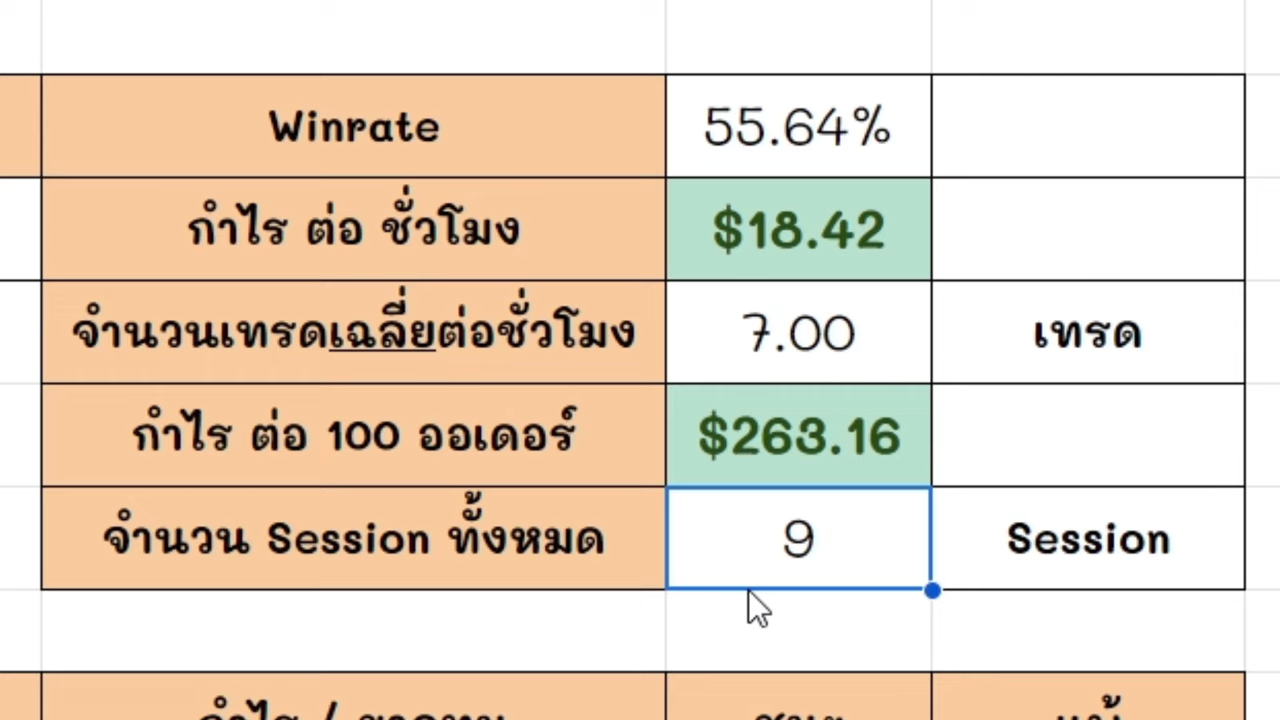 Winrate 55.64%
กำไร ต่อ ชั่วโมง $18.42
จำนวนเทรดเฉลี่ยต่อชั่วโมง 7.00 เทรด
กำไร ต่อ 100 ออเดอร์ $263.16
จำนวน Session ทั้งหมด 9 Session